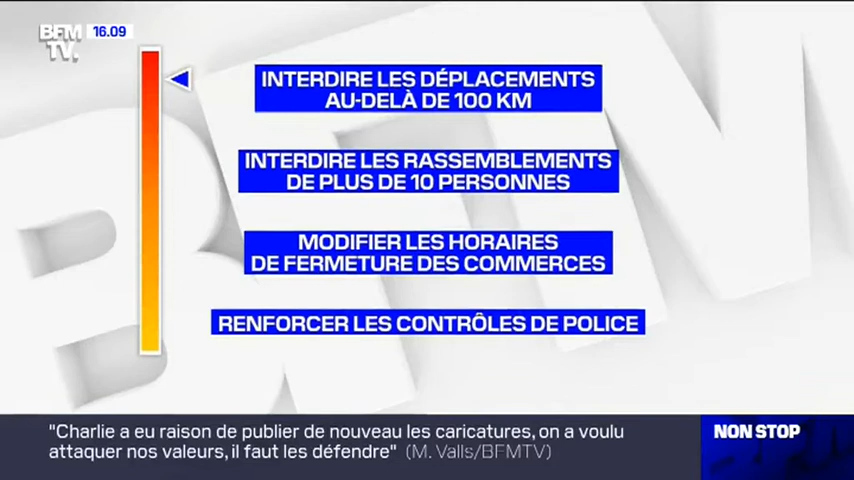 BFM
TV.
16.09
INTERDIRE LES DÉPLACEMENTS
AU-DELÀ DE 100 KM
INTERDIRE LES RASSEMBLEMENTS
DE PLUS DE 10 PERSONNES
MODIFIER LES HORAIRES
DE FERMETURE DES COMMERCES
RENFORCER LES CONTRÔLES DE POLICE
"Charlie a eu raison de publier de nouveau les caricatures, on a voulu
attaquer nos valeurs, il faut les défendre" (M. Valls/BFMTV)
NON STOP